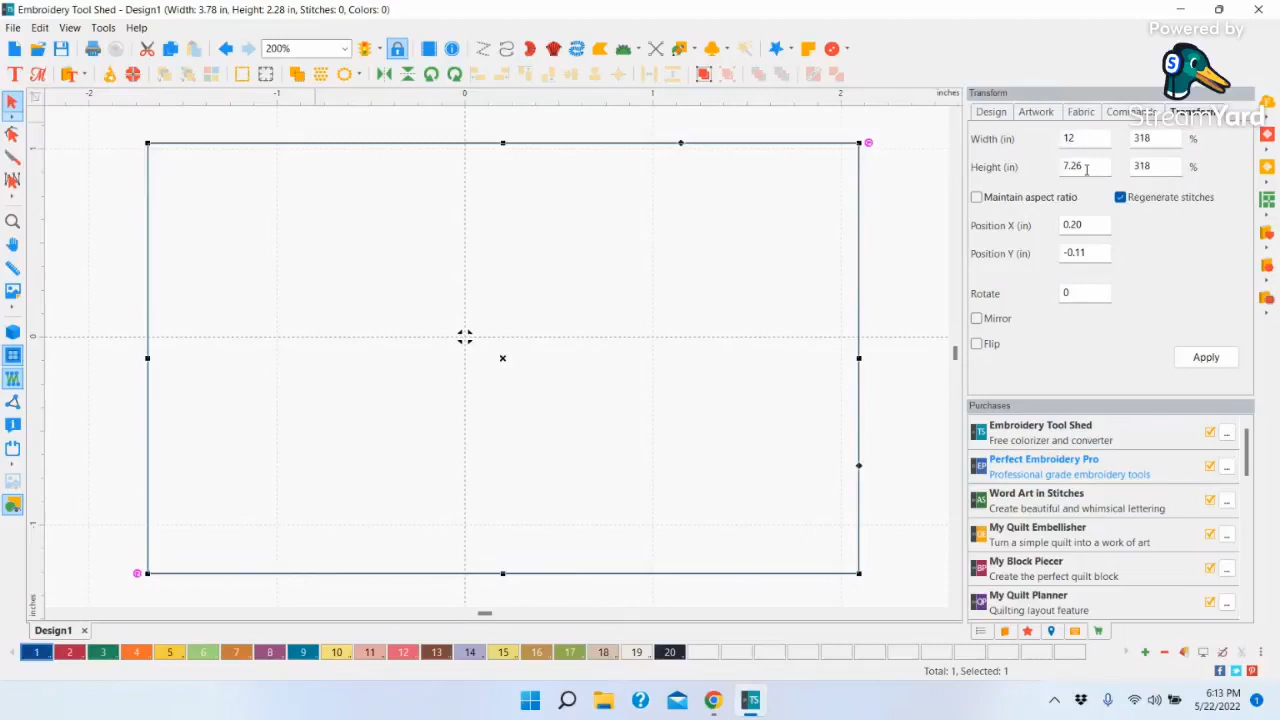 Embroidery Tool Shed - Design1 (Width: 3.78 in, Height: 2.28 in, Stitches: 0, Colors: 0)
File Edit View Tools Help
Powered by
StreamYard
200%
-2 -1 0 1 2 inches
Transform
Design Artwork Fabric
Width (in) 12 318 %
Height (in) 7.26 318 %
Maintain aspect ratio Regenerate stitches
Position X (in) 0.20
Position Y (in) -0.11
Rotate 0
Mirror
Flip
Apply
1
0
-1
inches
Purchases
Embroidery Tool Shed
Free colorizer and converter
Perfect Embroidery Pro
Professional grade embroidery tools
Word Art in Stitches
Create beautiful and whimsical lettering
My Quilt Embellisher
Turn a simple quilt into a work of art
My Block Piecer
Create the perfect quilt block
My Quilt Planner
Quilting layout feature
Design1
1 2 3 4 5 6 7 8 9 10 11 12 13 14 15 16 17 18 19 20
Total: 1, Selected: 1
6:13 PM
5/22/2022